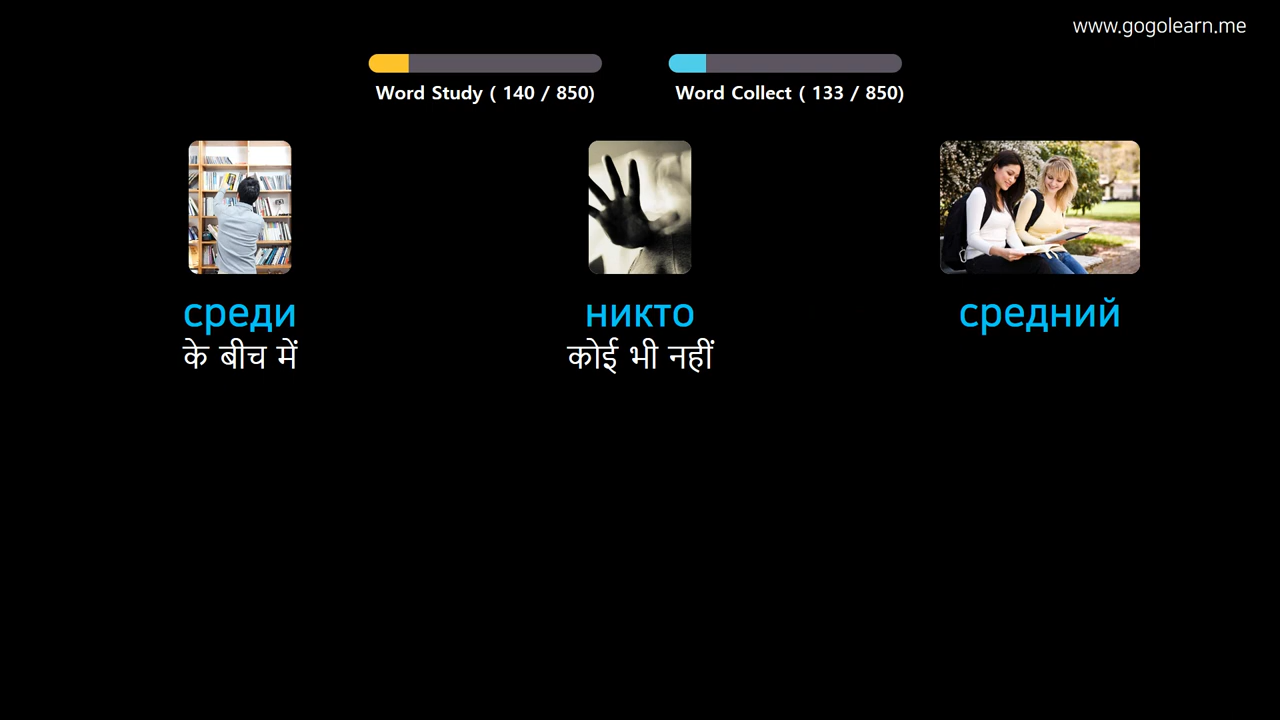 www.gogolearn.me
Word Study ( 140 / 850)
Word Collect ( 133 / 850)
среди
никто
средний
के बीच में
कोई भी नहीं